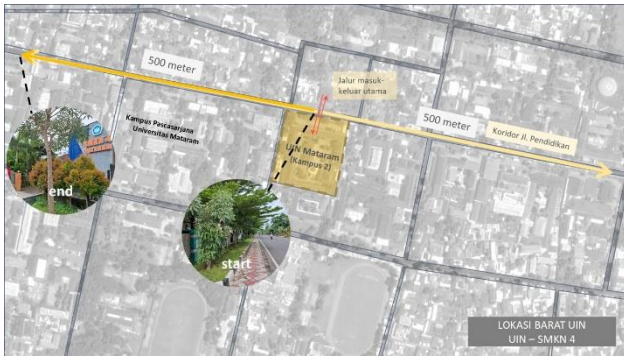 500 meter
Jalur masuk-
keluar utama
Kampus Pascasarjana
Universitas Mataram
500 meter
Koridor Jl. Pendidikan
UIN Mataram
(Kampus 2)
end
start
LOKASI BARAT UIN
UIN – SMKN 4